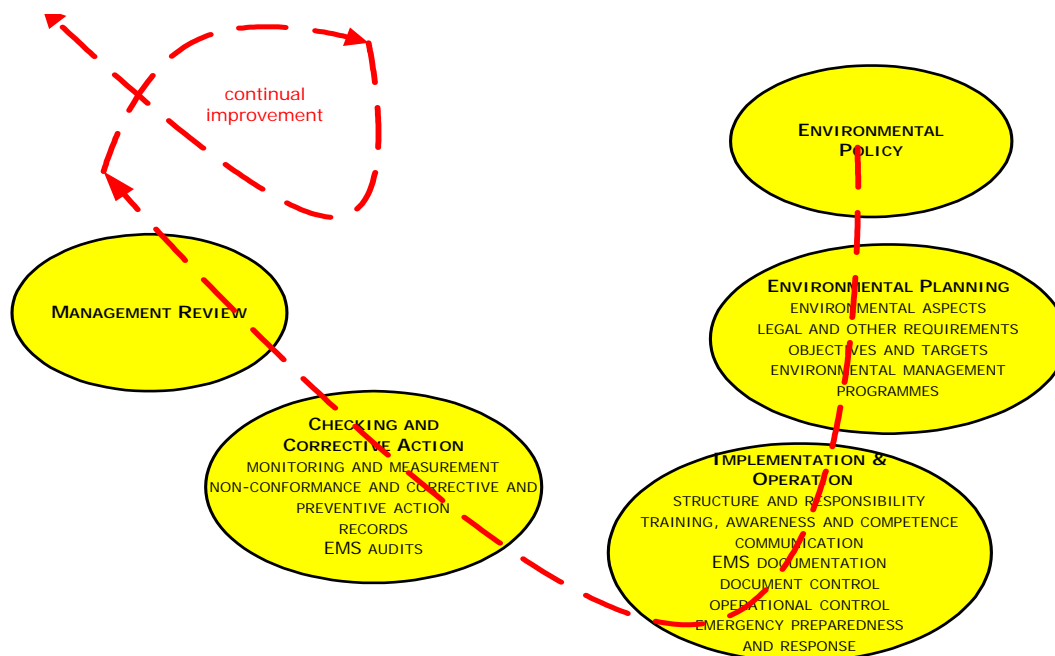 continual
improvement
ENVIRONMENTAL
POLICY
ENVIRONMENTAL PLANNING
ENVIRONMENTAL ASPECTS
LEGAL AND OTHER REQUIREMENTS
OBJECTIVES AND TARGETS
ENVIRONMENTAL MANAGEMENT
PROGRAMMES
MANAGEMENT REVIEW
CHECKING AND
CORRECTIVE ACTION
MONITORING AND MEASUREMENT
NON-CONFORMANCE AND CORRECTIVE AND
PREVENTIVE ACTION
RECORDS
EMS AUDITS
IMPLEMENTATION &
OPERATION
STRUCTURE AND RESPONSIBILITY
TRAINING, AWARENESS AND COMPETENCE
COMMUNICATION
EMS DOCUMENTATION
DOCUMENT CONTROL
OPERATIONAL CONTROL
EMERGENCY PREPAREDNESS
AND RESPONSE